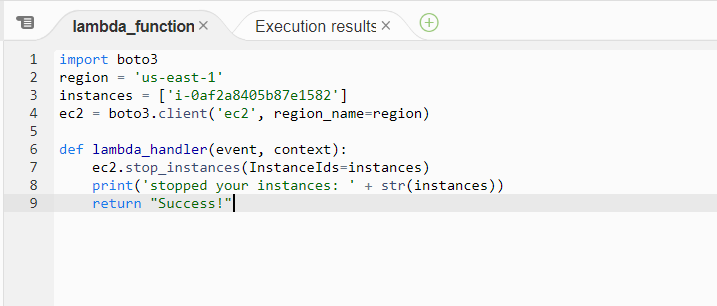 lambda_function × Execution results ×
1 import boto3
2 region = 'us-east-1'
3 instances = ['i-0af2a8405b87e1582']
4 ec2 = boto3.client('ec2', region_name=region)
5
6 def lambda_handler(event, context):
7     ec2.stop_instances(InstanceIds=instances)
8     print('stopped your instances: ' + str(instances))
9     return "Success!"